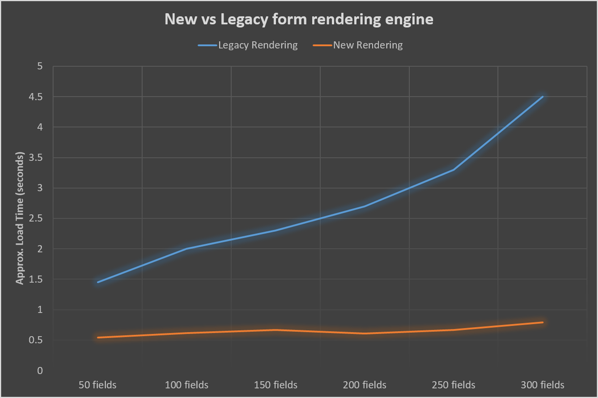 New vs Legacy form rendering engine
Legacy Rendering New Rendering
Approx. Load Time (seconds)
5
4.5
4
3.5
3
2.5
2
1.5
1
0.5
0
50 fields 100 fields 150 fields 200 fields 250 fields 300 fields